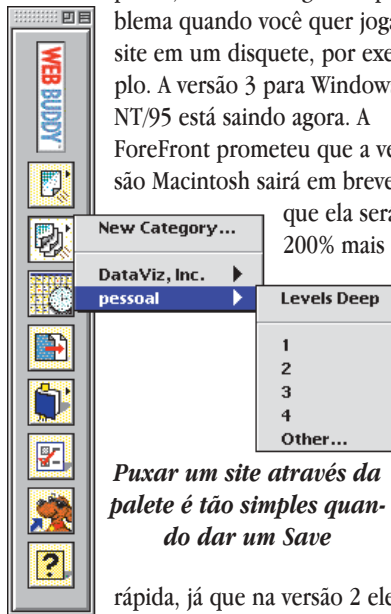 blema quando você quer joga
site em um disquete, por exe
plo. A versão 3 para Window
NT/95 está saindo agora. A
ForeFront prometeu que a ve
são Macintosh sairá em breve
que ela será
200% mais
WEB BUDDY
New Category...
DataViz, Inc.
pessoal
Levels Deep
1
2
3
4
Other...
Puxar um site através da
palete é tão simples quan-
do dar um Save
rápida, já que na versão 2 ele